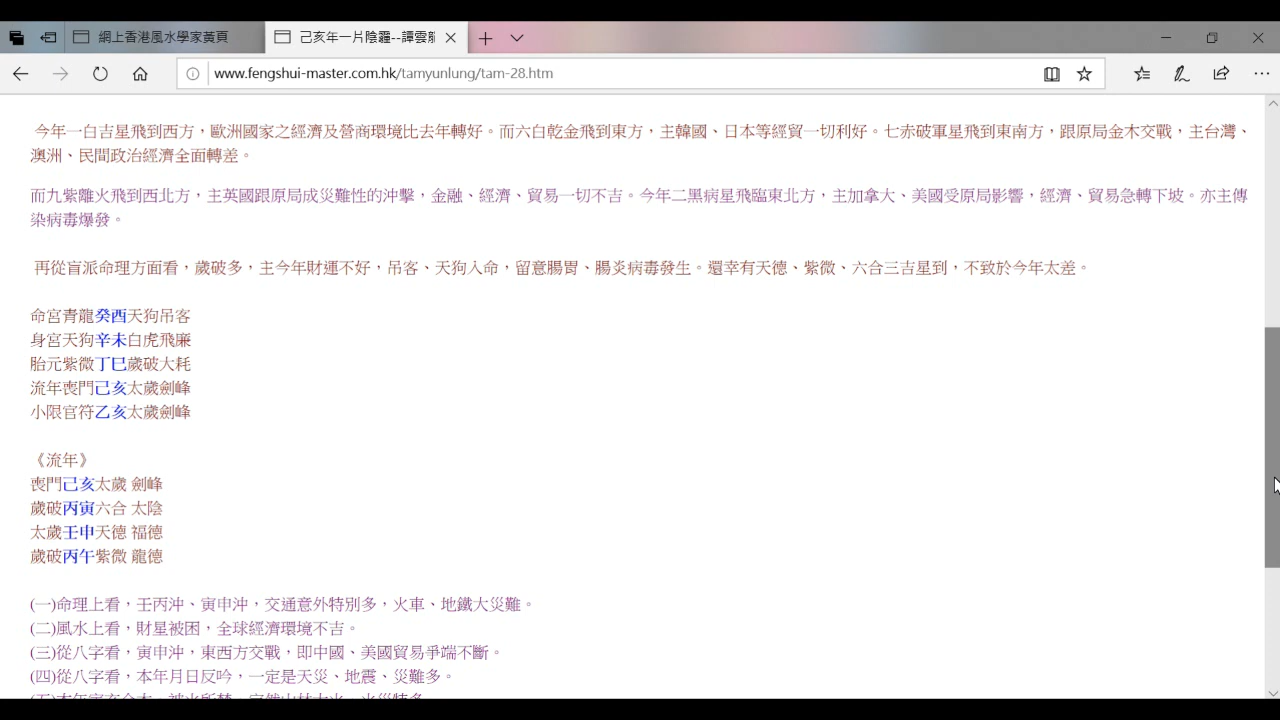 網上香港風水學家黃頁
己亥年一片陰霾--譚雲龍
www.fengshui-master.com.hk/tamyunlung/tam-28.htm
今年一白吉星飛到西方，歐洲國家之經濟及營商環境比去年轉好。而六白乾金飛到東方，主韓國、日本等經貿一切利好。七赤破軍星飛到東南方，跟原局金木交戰，主台灣、
澳洲、民間政治經濟全面轉差。
而九紫離火飛到西北方，主英國跟原局成災難性的沖擊，金融、經濟、貿易一切不吉。今年二黑病星飛臨東北方，主加拿大、美國受原局影響，經濟、貿易急轉下坡。亦主傳
染病毒爆發。
再從盲派命理方面看，歲破多，主今年財運不好，吊客、天狗入命，留意腸胃、腸炎病毒發生。還幸有天德、紫微、六合三吉星到，不致於今年太差。
命宮青龍癸酉天狗吊客
身宮天狗辛未白虎飛廉
胎元紫微丁巳歲破大耗
流年喪門己亥太歲劍峰
小限官符乙亥太歲劍峰
《流年》
喪門己亥太歲 劍峰
歲破丙寅六合 太陰
太歲壬申天德 福德
歲破丙午紫微 龍德
(一)命理上看，壬丙沖、寅申沖，交通意外特別多，火車、地鐵大災難。
(二)風水上看，財星被困，全球經濟環境不吉。
(三)從八字看，寅申沖，東西方交戰，即中國、美國貿易爭端不斷。
(四)從八字看，本年月日反吟，一定是天災、地震、災難多。